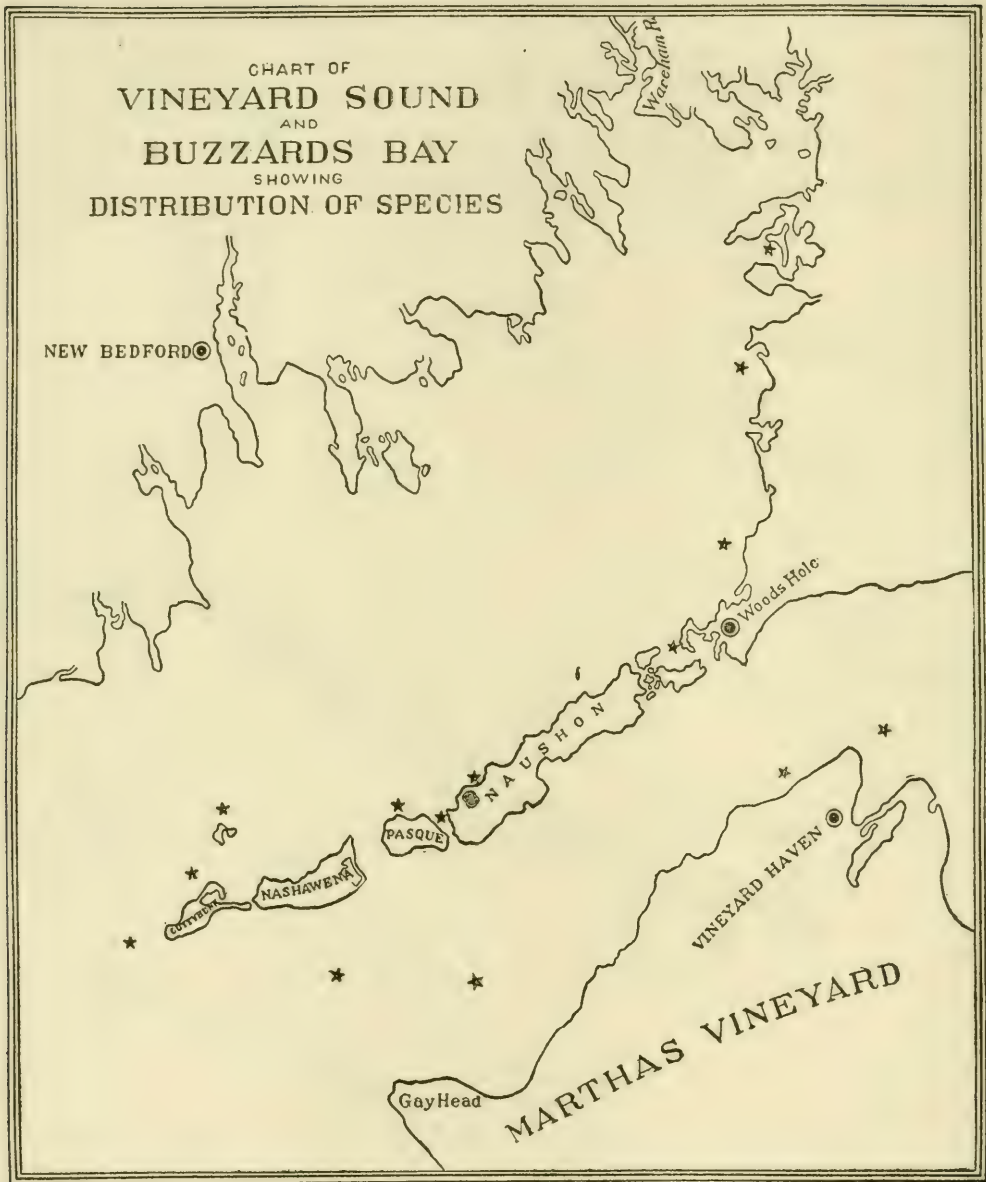 CHART OF
VINEYARD SOUND
AND
BUZZARDS BAY
SHOWING
DISTRIBUTION OF SPECIES
Wareham R.
NEW BEDFORD
Woods Hole
NAUSHON
PASQUE
NASHAWENA
CUTTYHUNK
VINEYARD HAVEN
MARTHAS VINEYARD
Gay Head